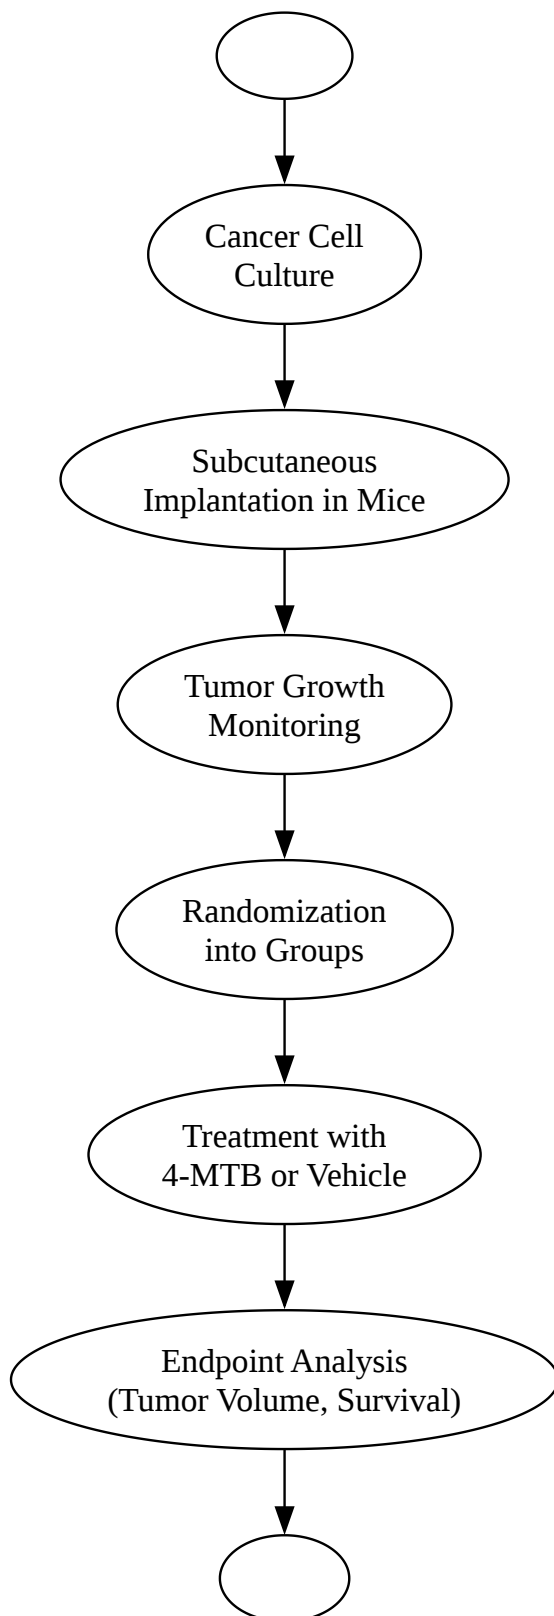 Cancer Cell
Culture
Subcutaneous
Implantation in Mice
Tumor Growth
Monitoring
Randomization
into Groups
Treatment with
4-MTB or Vehicle
Endpoint Analysis
(Tumor Volume, Survival)